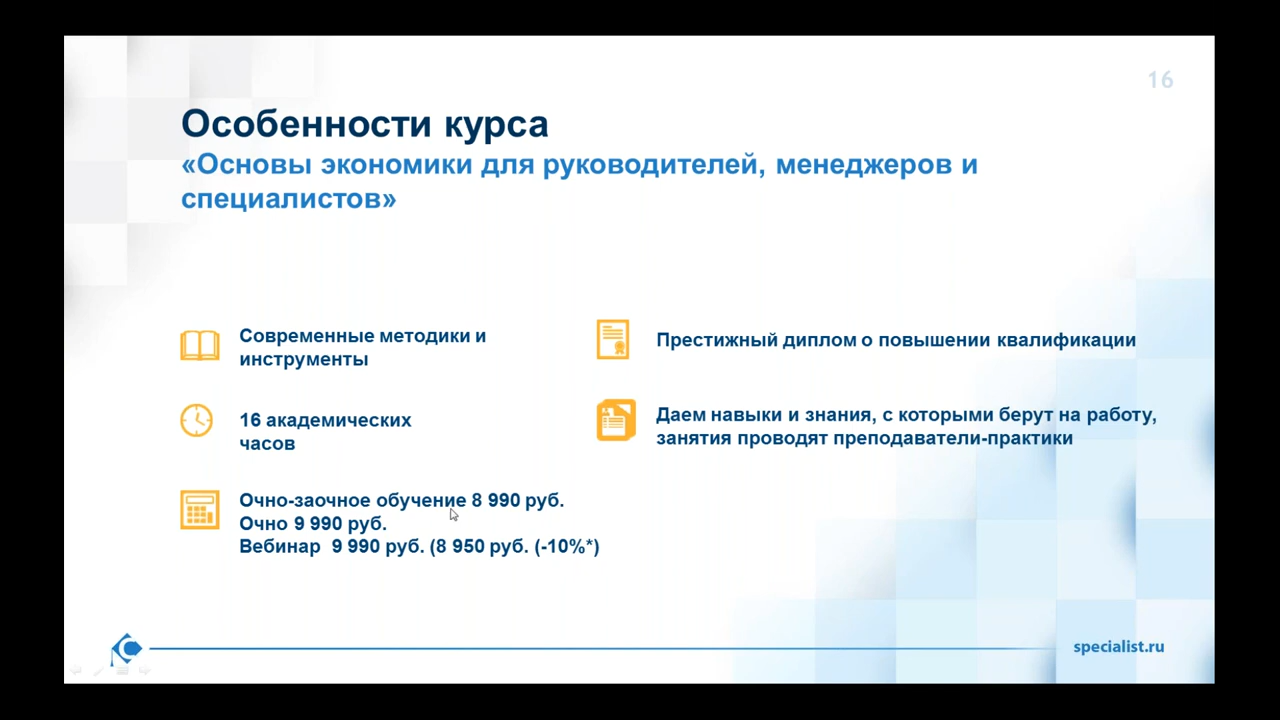 16
Особенности курса
«Основы экономики для руководителей, менеджеров и
специалистов»
Современные методики и
инструменты
16 академических
часов
Очно-заочное обучение 8 990 руб.
Очно 9 990 руб.
Вебинар 9 990 руб. (8 950 руб. (-10%*)
Престижный диплом о повышении квалификации
Даем навыки и знания, с которыми берут на работу,
занятия проводят преподаватели-практики
specialist.ru